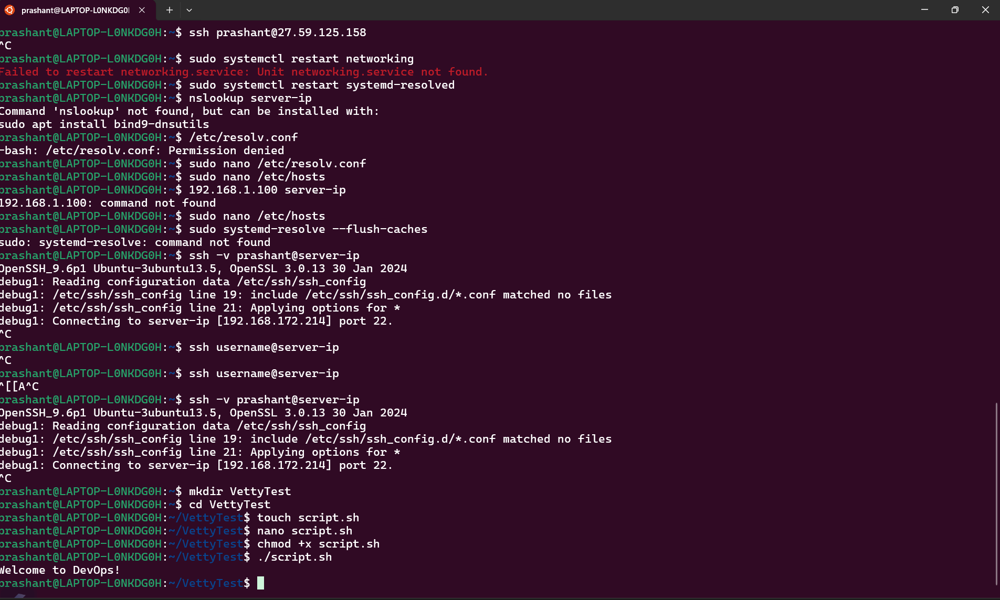 prashant@LAPTOP-L0NKDG0
prashant@LAPTOP-L0NKDG0H:~$ ssh prashant@27.59.125.158
^C
prashant@LAPTOP-L0NKDG0H:~$ sudo systemctl restart networking
Failed to restart networking.service: Unit networking.service not found.
prashant@LAPTOP-L0NKDG0H:~$ sudo systemctl restart systemd-resolved
prashant@LAPTOP-L0NKDG0H:~$ nslookup server-ip
Command 'nslookup' not found, but can be installed with:
sudo apt install bind9-dnsutils
prashant@LAPTOP-L0NKDG0H:~$ /etc/resolv.conf
-bash: /etc/resolv.conf: Permission denied
prashant@LAPTOP-L0NKDG0H:~$ sudo nano /etc/resolv.conf
prashant@LAPTOP-L0NKDG0H:~$ sudo nano /etc/hosts
prashant@LAPTOP-L0NKDG0H:~$ 192.168.1.100 server-ip
192.168.1.100: command not found
prashant@LAPTOP-L0NKDG0H:~$ sudo nano /etc/hosts
prashant@LAPTOP-L0NKDG0H:~$ sudo systemd-resolve --flush-caches
sudo: systemd-resolve: command not found
prashant@LAPTOP-L0NKDG0H:~$ ssh -v prashant@server-ip
OpenSSH_9.6p1 Ubuntu-3ubuntu13.5, OpenSSL 3.0.13 30 Jan 2024
debug1: Reading configuration data /etc/ssh/ssh_config
debug1: /etc/ssh/ssh_config line 19: include /etc/ssh/ssh_config.d/*.conf matched no files
debug1: /etc/ssh/ssh_config line 21: Applying options for *
debug1: Connecting to server-ip [192.168.172.214] port 22.
^C
prashant@LAPTOP-L0NKDG0H:~$ ssh username@server-ip
^C
prashant@LAPTOP-L0NKDG0H:~$ ssh username@server-ip
^[[A^C
prashant@LAPTOP-L0NKDG0H:~$ ssh -v prashant@server-ip
OpenSSH_9.6p1 Ubuntu-3ubuntu13.5, OpenSSL 3.0.13 30 Jan 2024
debug1: Reading configuration data /etc/ssh/ssh_config
debug1: /etc/ssh/ssh_config line 19: include /etc/ssh/ssh_config.d/*.conf matched no files
debug1: /etc/ssh/ssh_config line 21: Applying options for *
debug1: Connecting to server-ip [192.168.172.214] port 22.
^C
prashant@LAPTOP-L0NKDG0H:~$ mkdir VettyTest
prashant@LAPTOP-L0NKDG0H:~$ cd VettyTest
prashant@LAPTOP-L0NKDG0H:~/VettyTest$ touch script.sh
prashant@LAPTOP-L0NKDG0H:~/VettyTest$ nano script.sh
prashant@LAPTOP-L0NKDG0H:~/VettyTest$ chmod +x script.sh
prashant@LAPTOP-L0NKDG0H:~/VettyTest$ ./script.sh
Welcome to DevOps!
prashant@LAPTOP-L0NKDG0H:~/VettyTest$